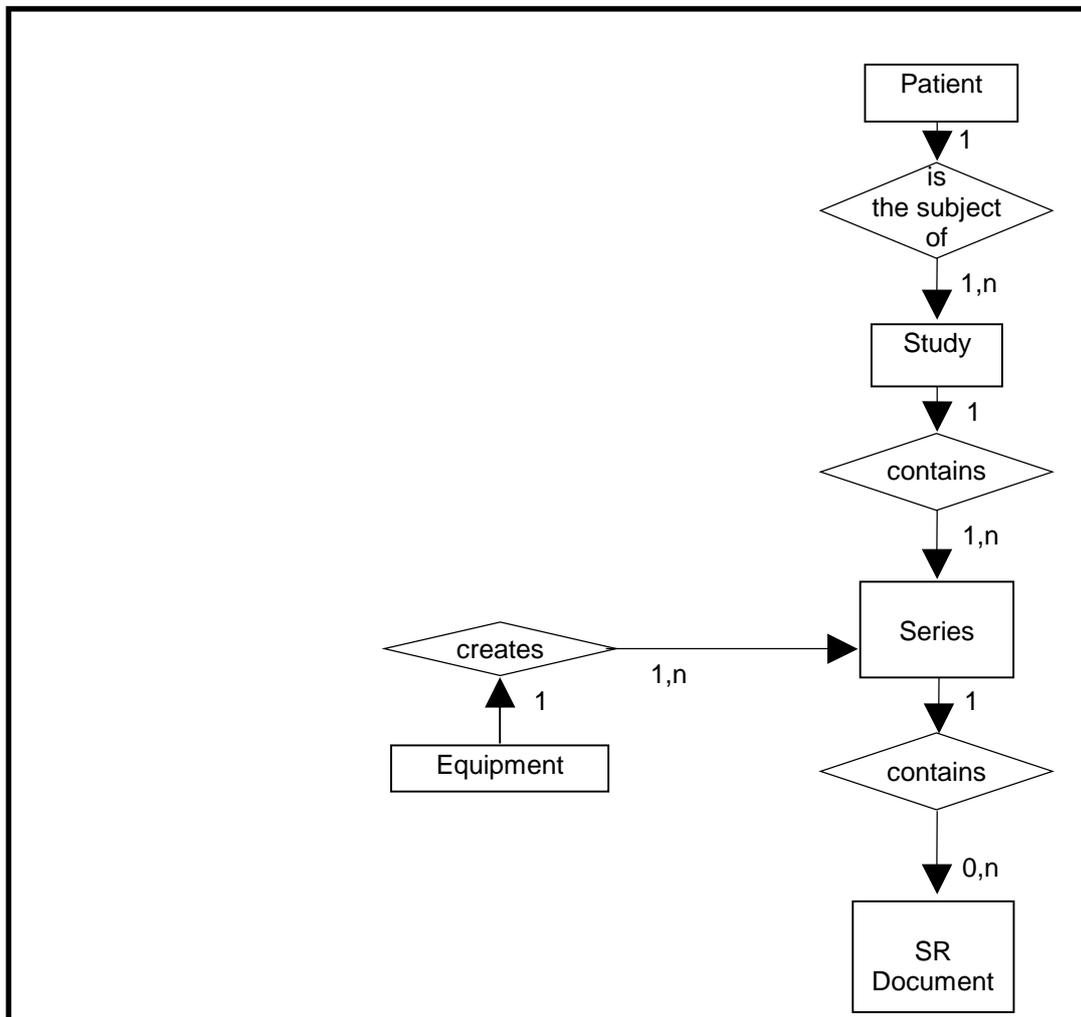 Patient
1
is
the subject
of
1,n
Study
1
contains
1,n
Series
creates
1,n
1
1
Equipment
contains
0,n
SR
Document